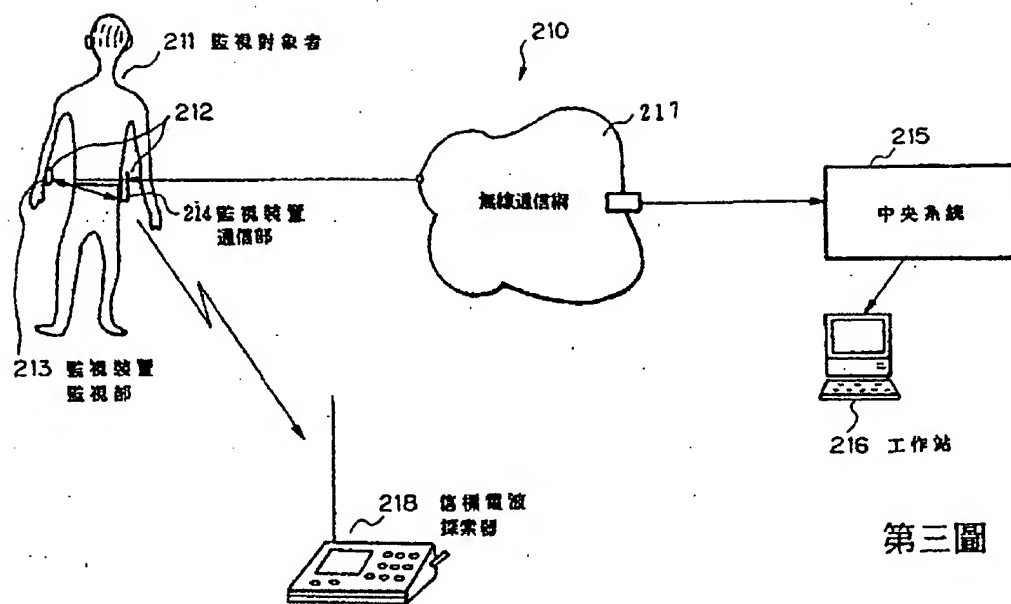 210
211 監視對象者
212
217
215
無線通信網
中央系統
214 監視裝置
通信部
213 監視裝置
監視部
216 工作站
218 信標電波
探索器
第三圖